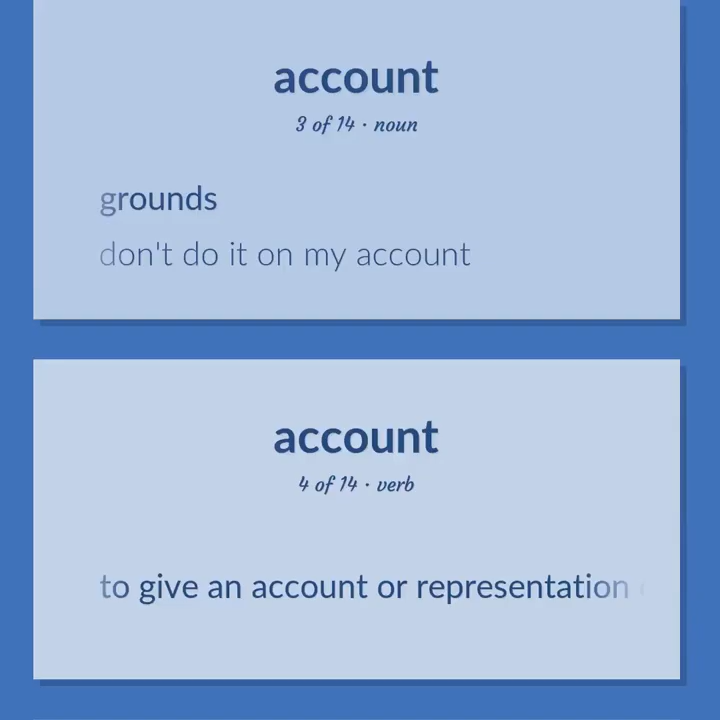 account
3 of 14 · noun
grounds
don't do it on my account
account
4 of 14 · verb
to give an account or representation